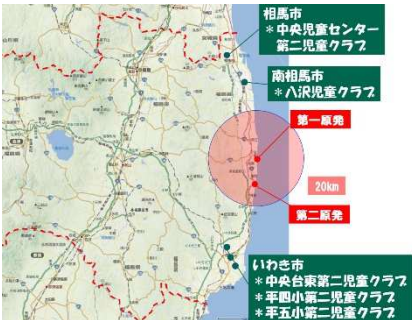 相馬市
＊中央児童センター
第二児童クラブ
南相馬市
＊八沢児童クラブ
第一原発
20km
第二原発
いわき市
＊中央台東第二児童クラブ
＊平四小第二児童クラブ
＊平五小第二児童クラブ